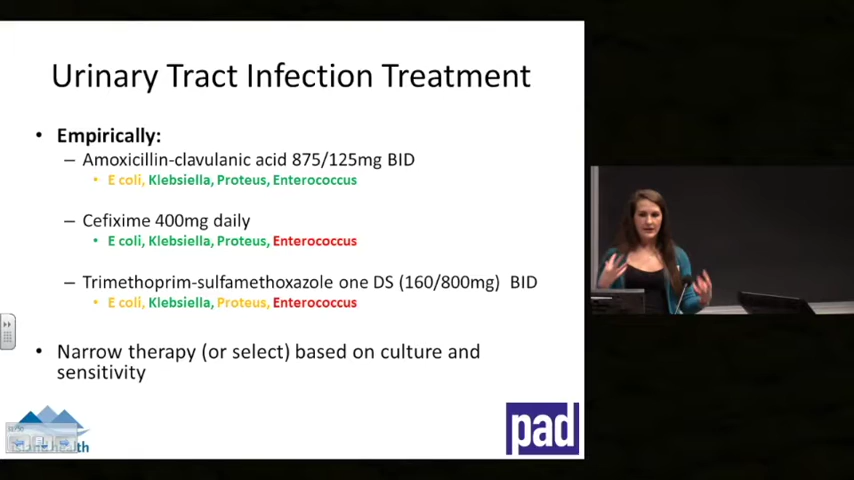 Urinary Tract Infection Treatment
• Empirically:
– Amoxicillin-clavulanic acid 875/125mg BID
• E coli, Klebsiella, Proteus, Enterococcus
– Cefixime 400mg daily
• E coli, Klebsiella, Proteus, Enterococcus
– Trimethoprim-sulfamethoxazole one DS (160/800mg) BID
• E coli, Klebsiella, Proteus, Enterococcus
• Narrow therapy (or select) based on culture and
sensitivity
pad